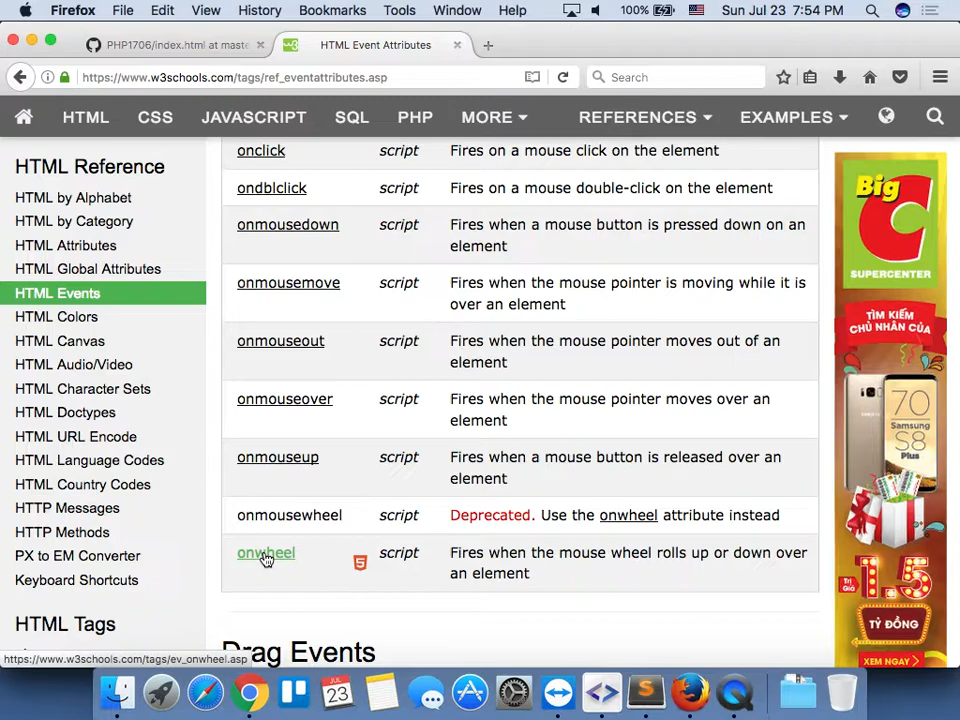 Firefox File Edit View History Bookmarks Tools Window Help 100% Sun Jul 23 7:54 PM
PHP1706/index.html at maste
HTML Event Attributes
https://www.w3schools.com/tags/ref_eventattributes.asp
Search
HTML CSS JAVASCRIPT SQL PHP MORE REFERENCES EXAMPLES
HTML Reference
HTML by Alphabet
HTML by Category
HTML Attributes
HTML Global Attributes
HTML Events
HTML Colors
HTML Canvas
HTML Audio/Video
HTML Character Sets
HTML Doctypes
HTML URL Encode
HTML Language Codes
HTML Country Codes
HTTP Messages
HTTP Methods
PX to EM Converter
Keyboard Shortcuts
HTML Tags
onclick script Fires on a mouse click on the element
ondblclick script Fires on a mouse double-click on the element
onmousedown script Fires when a mouse button is pressed down on an
element
onmousemove script Fires when the mouse pointer is moving while it is
over an element
onmouseout script Fires when the mouse pointer moves out of an
element
onmouseover script Fires when the mouse pointer moves over an
element
onmouseup script Fires when a mouse button is released over an
element
onmousewheel script Deprecated. Use the onwheel attribute instead
onwheel 5 script Fires when the mouse wheel rolls up or down over
an element
Drag Events
https://www.w3schools.com/tags/ev_onwheel.asp
Big
C
SUPERCENTER
TÌM KIẾM
CHỦ NHÂN CỦA
70
Samsung
S8
Plus
Trị
Giá
1.5
TỶ ĐỒNG
XEM NGAY
JUL
23
S